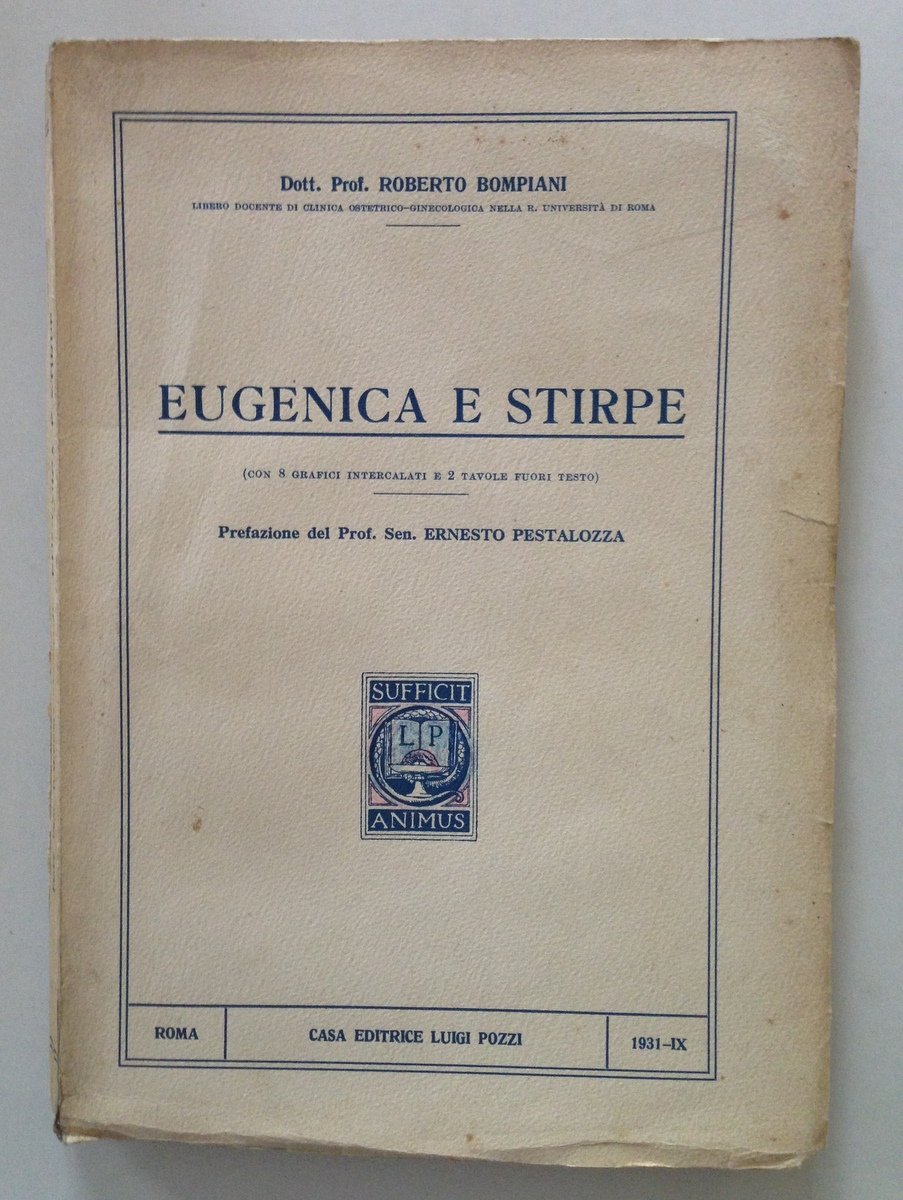 Dott. Prof. ROBERTO BOMPIANI
LIBERO DOCENTE DI CLINICA OSTETRICO-GINECOLOGICA NELLA R. UNIVERSITÀ DI ROMA
EUGENICA E STIRPE
(CON 8 GRAFICI INTERCALATI E 2 TAVOLE FUORI TESTO)
Prefazione del Prof. Sen. ERNESTO PESTALOZZA
SUFFICIT
L P
ANIMUS
ROMA
CASA EDITRICE LUIGI POZZI
1931-IX